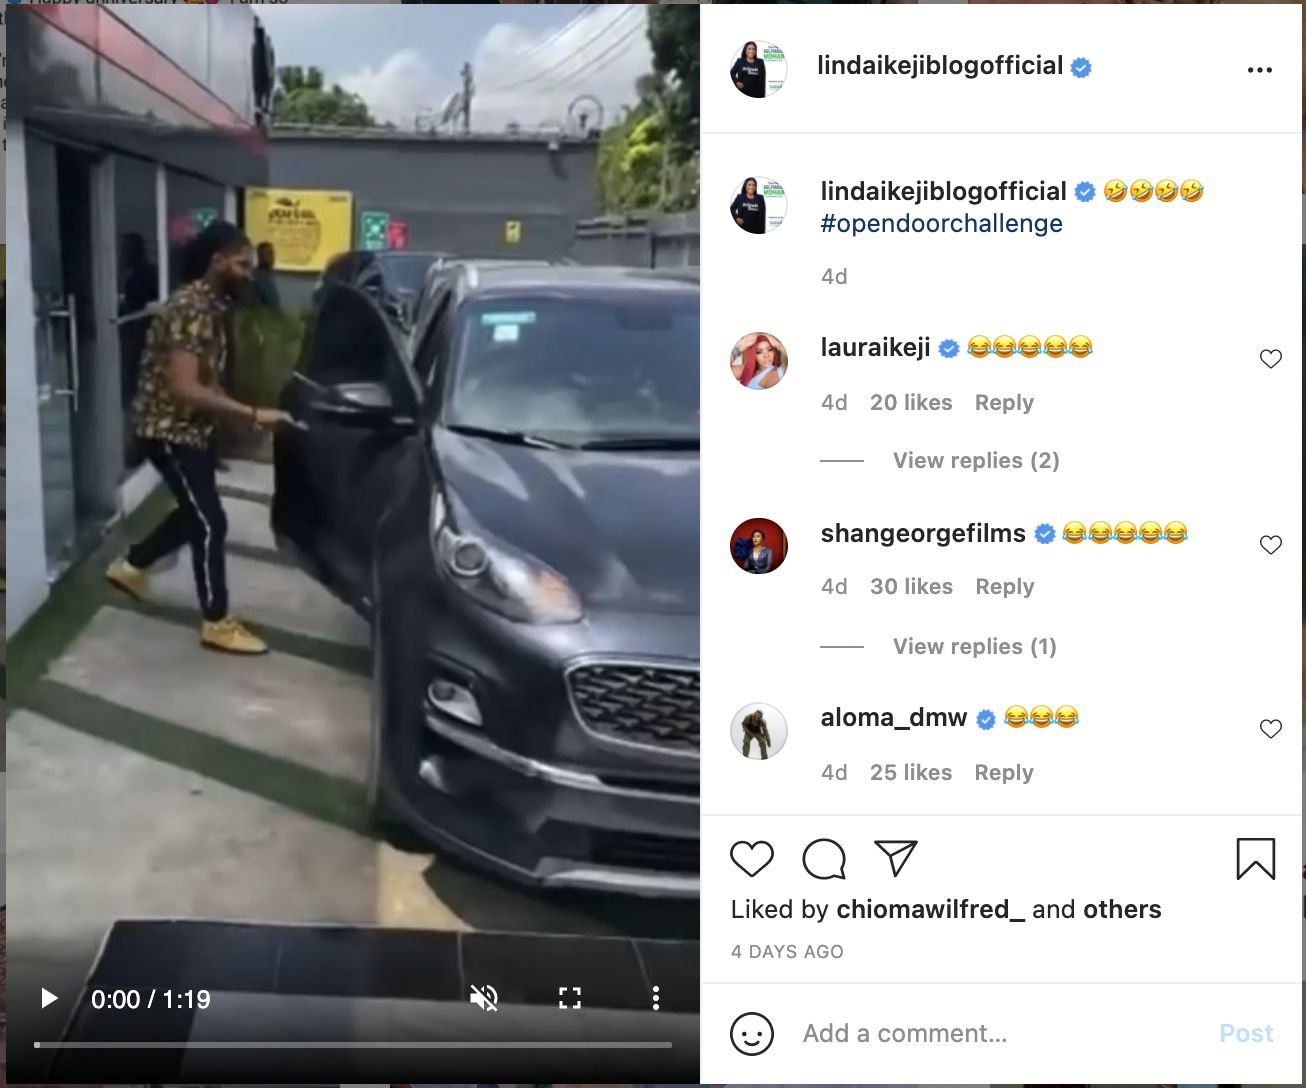 lindaikejiblogofficial
lindaikejiblogofficial 🤣🤣🤣🤣
#opendoorchallenge
4d
lauraikeji 😂😂😂😂😂
4d 20 likes Reply
View replies (2)
shangeorgefilms 😂😂😂😂😂
4d 30 likes Reply
View replies (1)
aloma_dmw 😂😂😂
4d 25 likes Reply
Liked by chiomawilfred_ and others
4 DAYS AGO
0:00 / 1:19
Add a comment...
Post